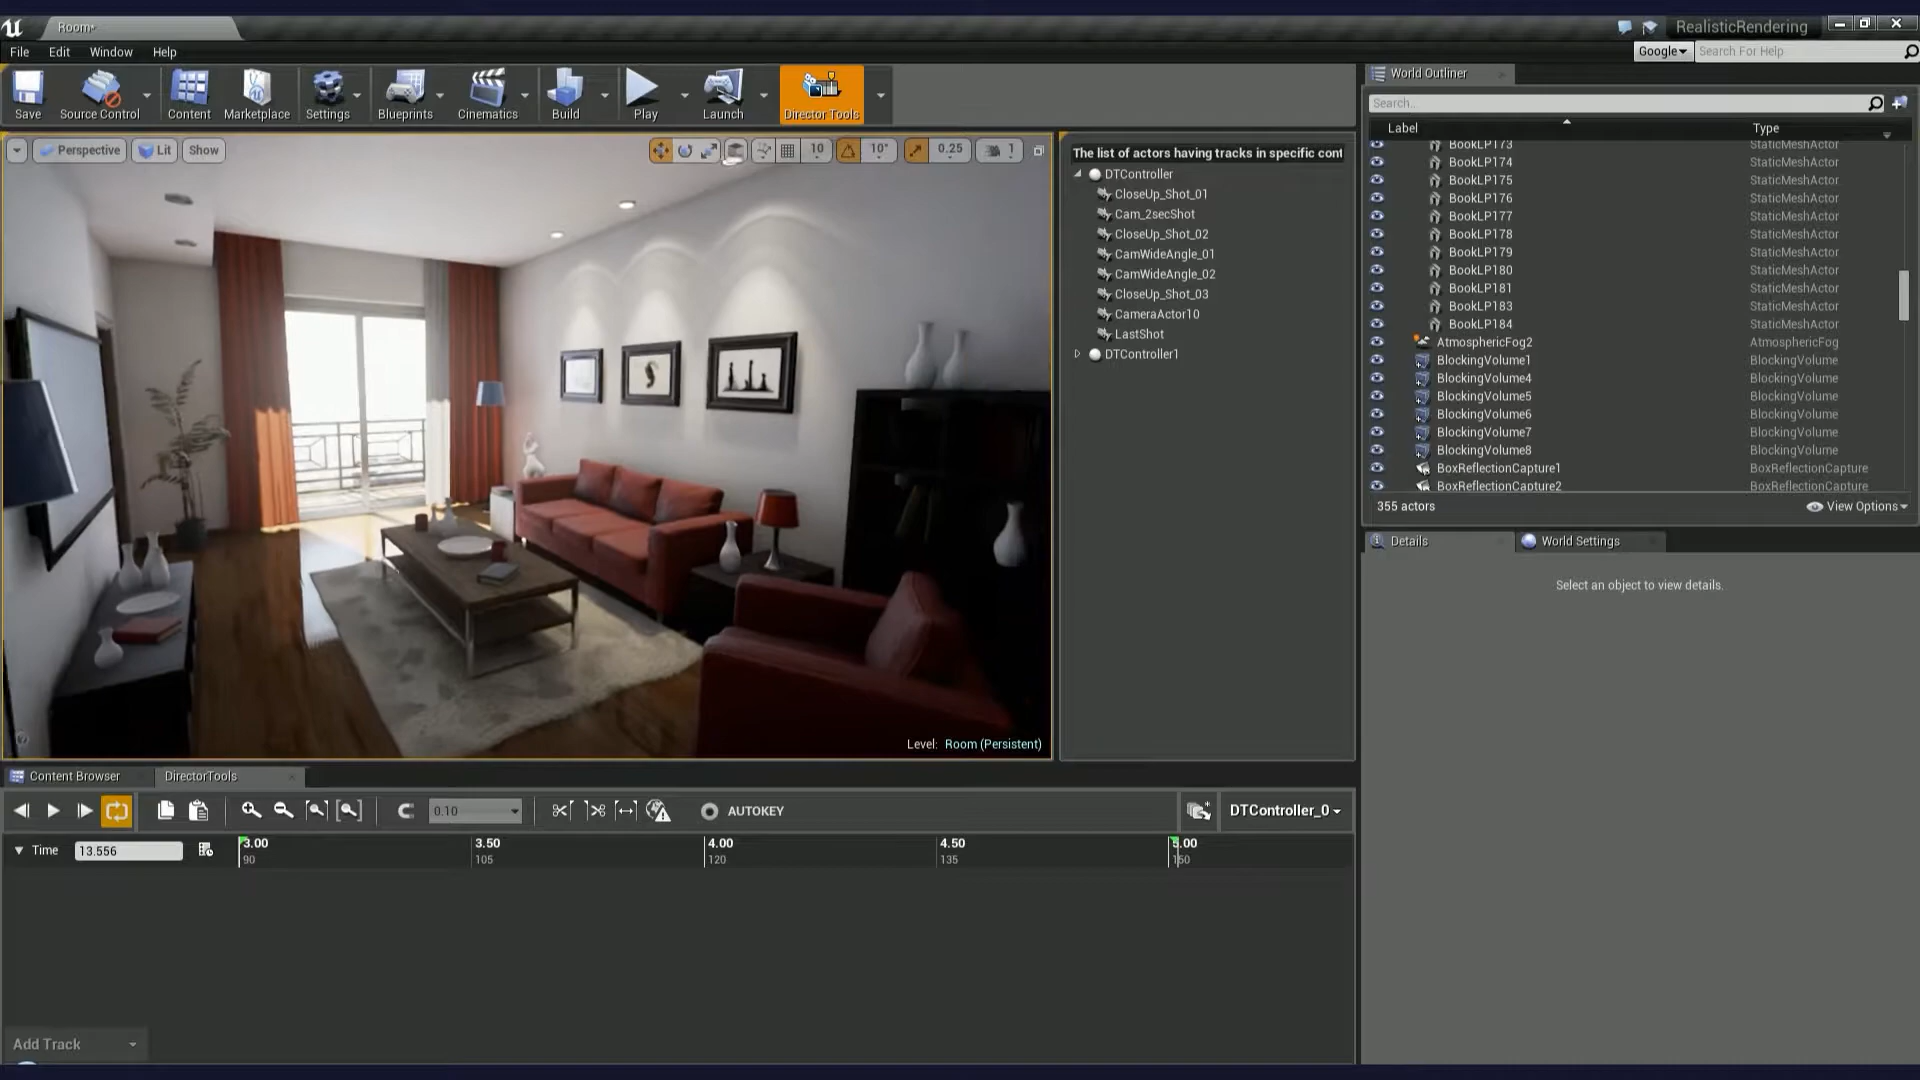 Room*
RealisticRendering
File Edit Window Help
Google Search For Help
Save Source Control Content Marketplace Settings Blueprints Cinematics Build Play Launch Director Tools
Perspective Lit Show 10 10° 0.25 1
Level: Room (Persistent)
The list of actors having tracks in specific cont
DTController
CloseUp_Shot_01
Cam_2secShot
CloseUp_Shot_02
CamWideAngle_01
CamWideAngle_02
CloseUp_Shot_03
CameraActor10
LastShot
DTController1
World Outliner
Search...
Label Type
BookLP173 StaticMeshActor
BookLP174 StaticMeshActor
BookLP175 StaticMeshActor
BookLP176 StaticMeshActor
BookLP177 StaticMeshActor
BookLP178 StaticMeshActor
BookLP179 StaticMeshActor
BookLP180 StaticMeshActor
BookLP181 StaticMeshActor
BookLP183 StaticMeshActor
BookLP184 StaticMeshActor
AtmosphericFog2 AtmosphericFog
BlockingVolume1 BlockingVolume
BlockingVolume4 BlockingVolume
BlockingVolume5 BlockingVolume
BlockingVolume6 BlockingVolume
BlockingVolume7 BlockingVolume
BlockingVolume8 BlockingVolume
BoxReflectionCapture1 BoxReflectionCapture
BoxReflectionCapture2 BoxReflectionCapture
355 actors View Options
Details World Settings
Select an object to view details.
Content Browser DirectorTools
0.10 AUTOKEY DTController_0
Time 13.556
3.00 3.50 4.00 4.50 5.00
90 105 120 135 150
Add Track